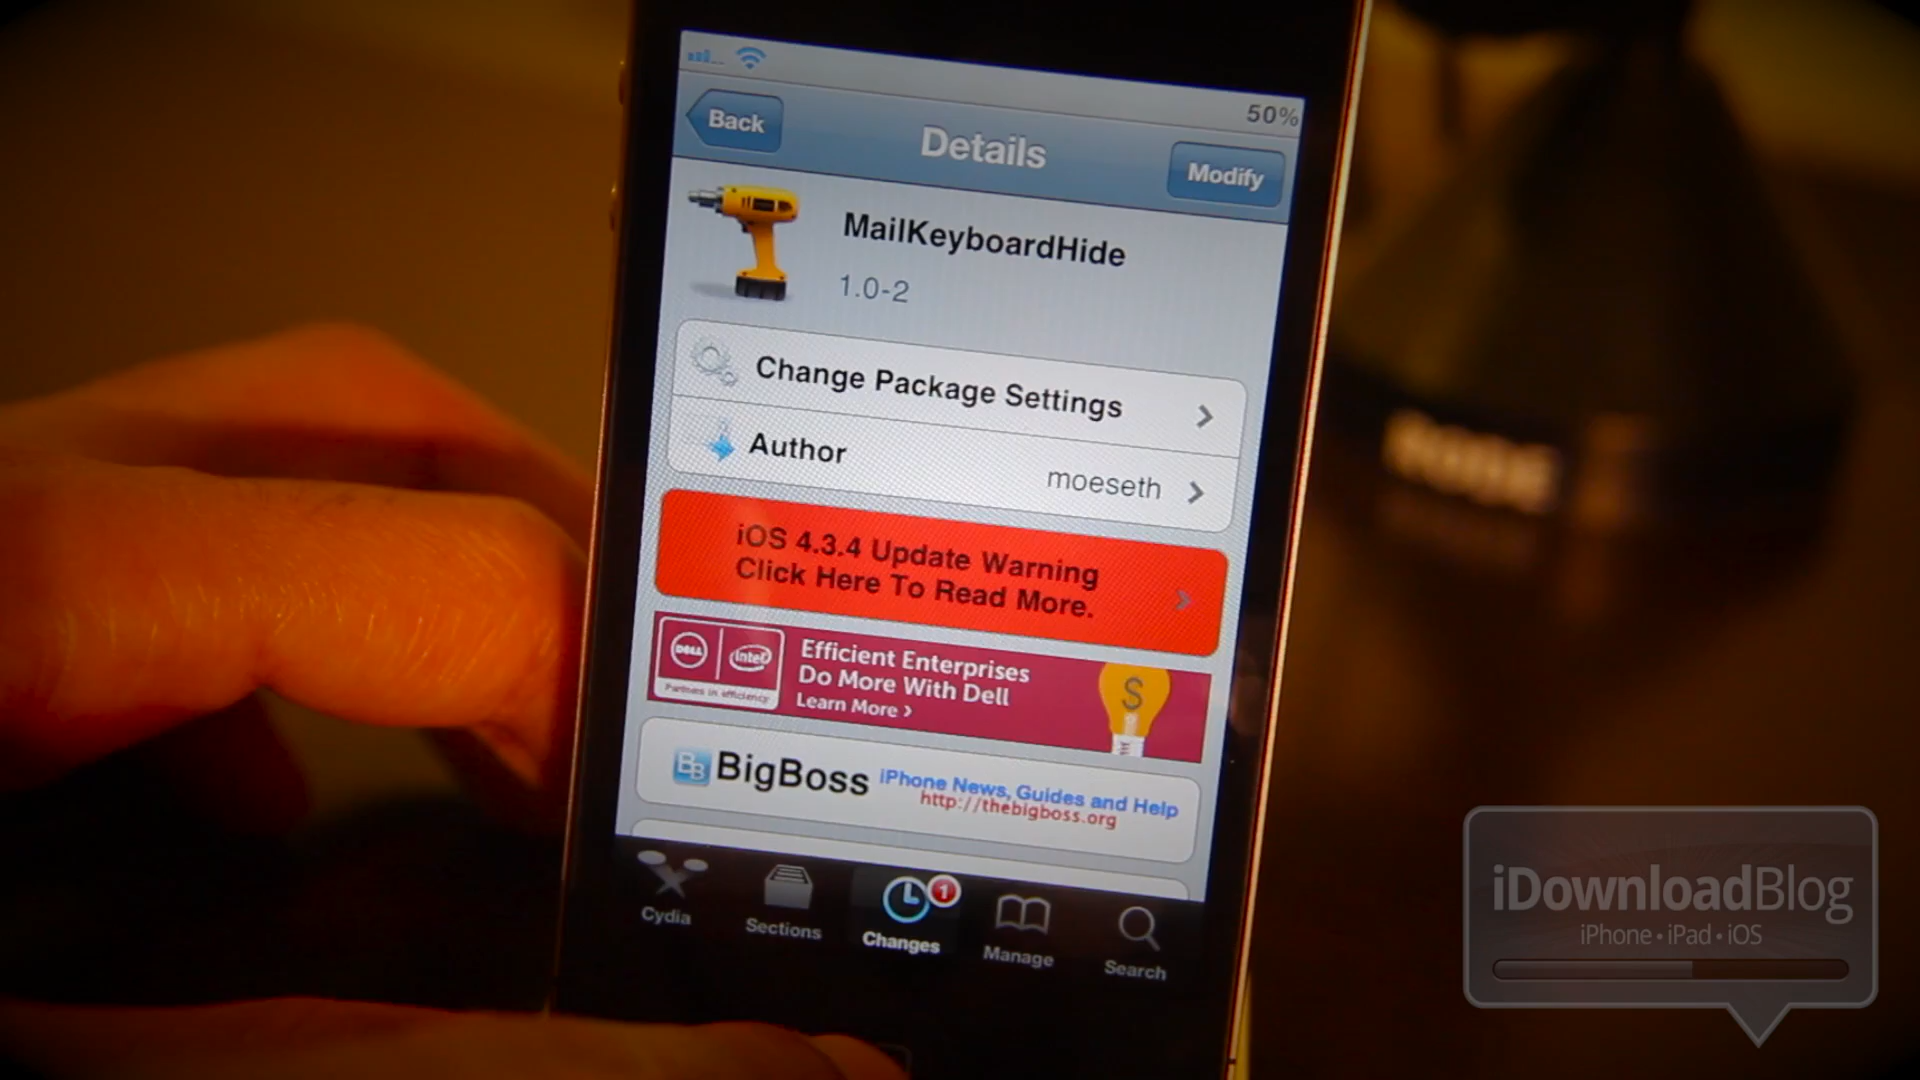 50%
Back
Details
Modify
MailKeyboardHide
1.0-2
Change Package Settings
Author
moeseth
iOS 4.3.4 Update Warning
Click Here To Read More.
DELL
intel
Partners in efficiency
Efficient Enterprises
Do More With Dell
Learn More >
$
BB
BigBoss
iPhone News, Guides and Help
http://thebigboss.org
1
Cydia
Sections
Changes
Manage
Search
iDownloadBlog
iPhone • iPad • iOS